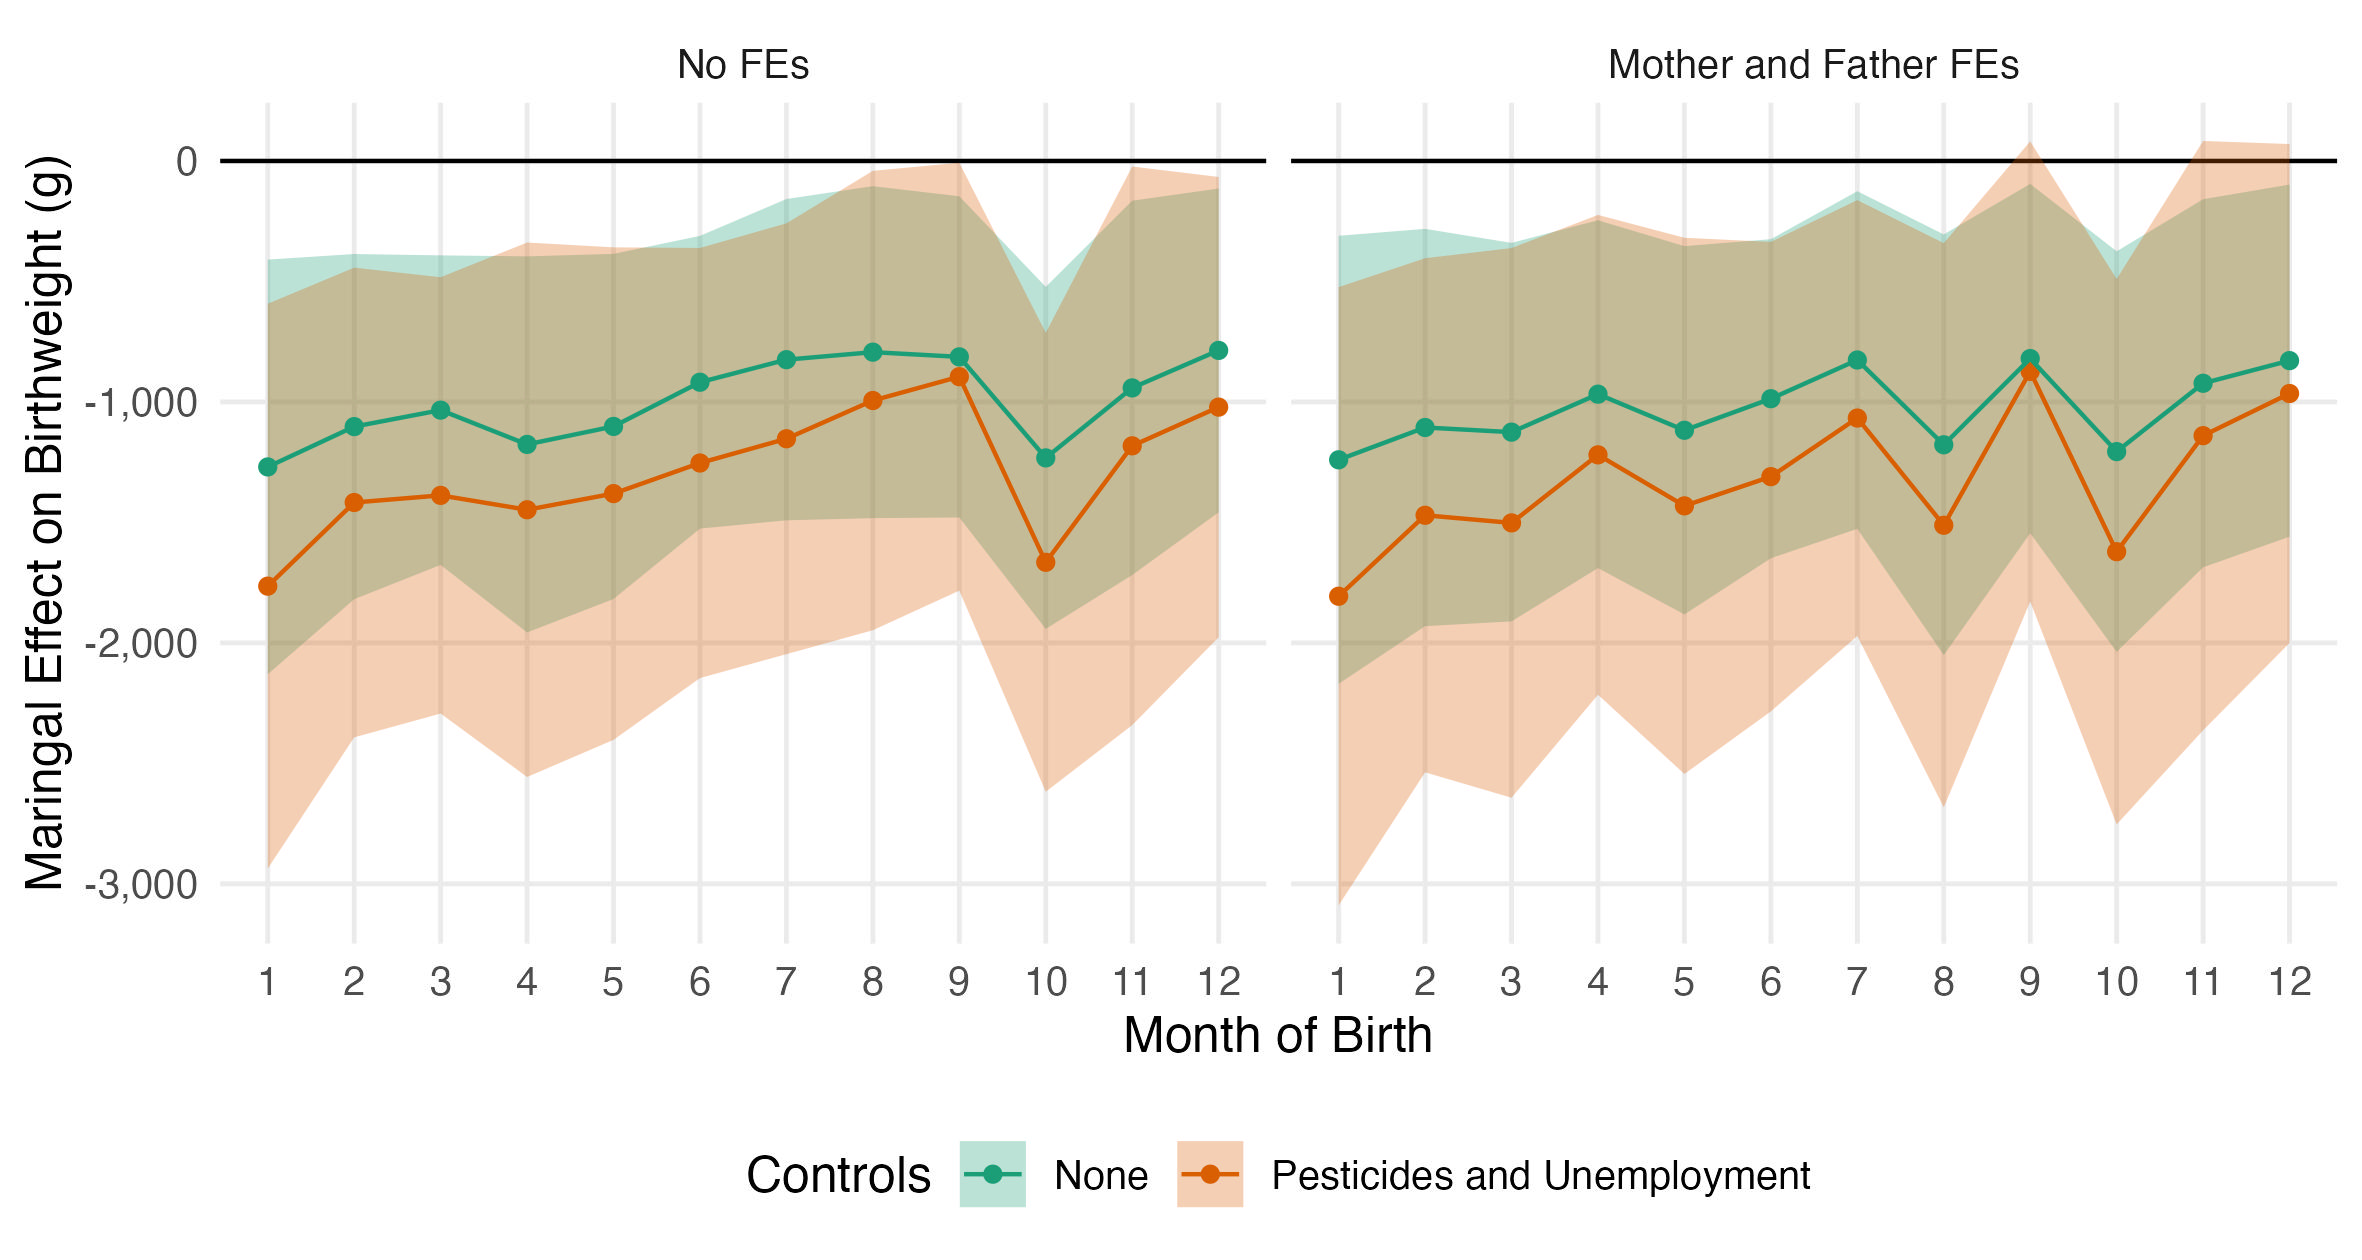 No FEs
Mother and Father FEs
Maringal Effect on Birthweight (g)
0
-1,000
-2,000
-3,000
1 2 3 4 5 6 7 8 9 10 11 12
1 2 3 4 5 6 7 8 9 10 11 12
Month of Birth
Controls None Pesticides and Unemployment